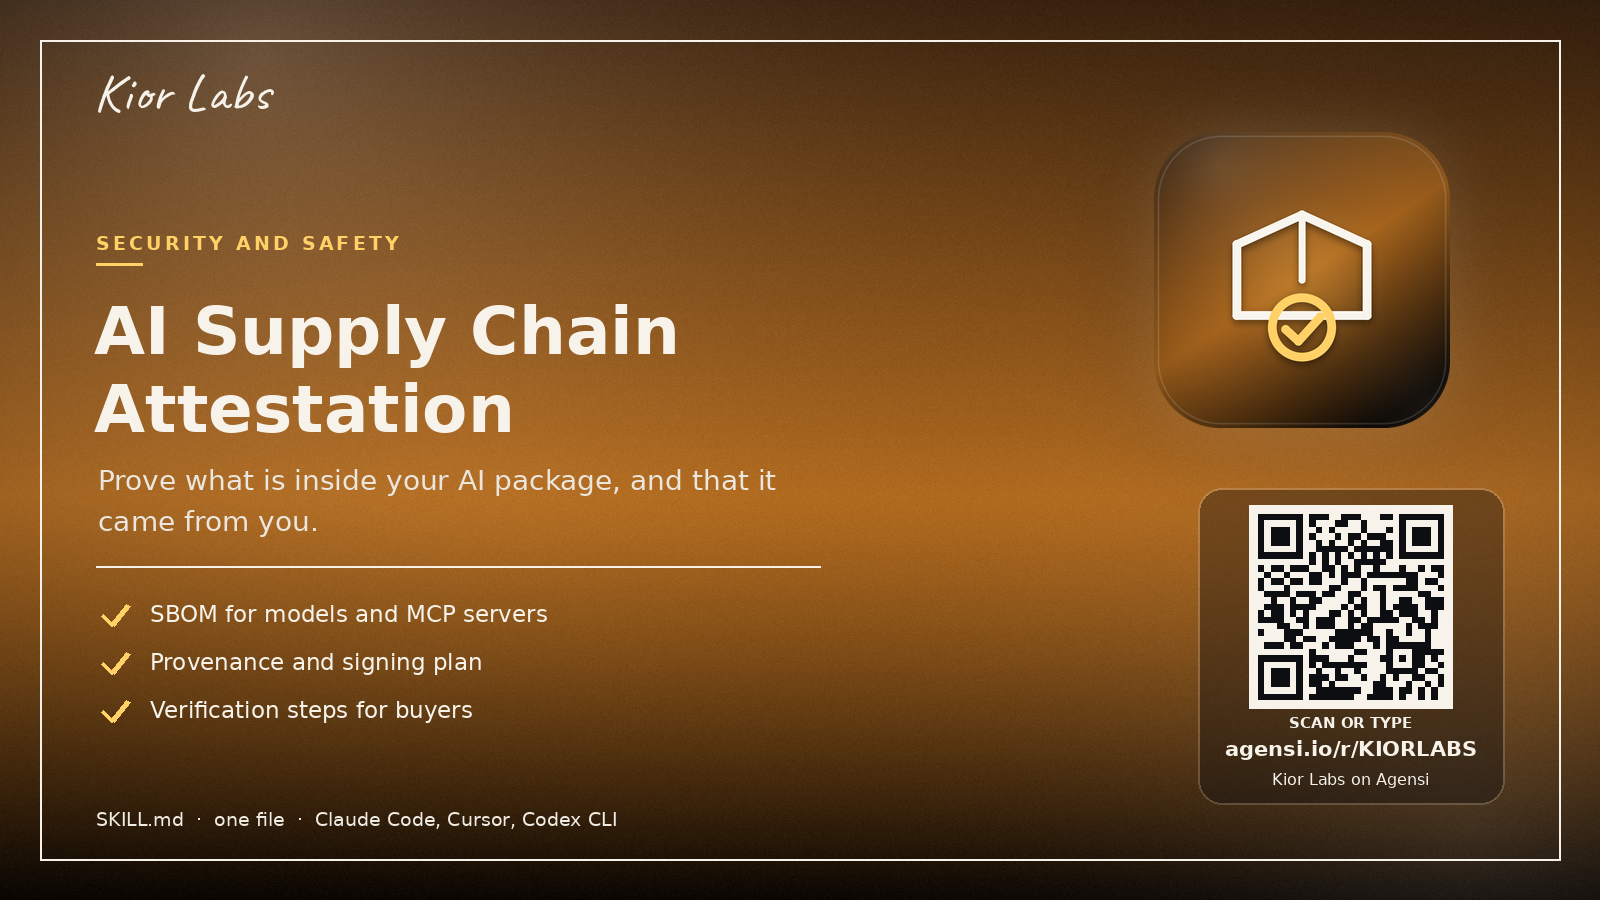 Kior Labs
SECURITY AND SAFETY
AI Supply Chain
Attestation
Prove what is inside your AI package, and that it
came from you.
SBOM for models and MCP servers
Provenance and signing plan
Verification steps for buyers
SKILL.md · one file · Claude Code, Cursor, Codex CLI
SCAN OR TYPE
agensi.io/r/KIORLABS
Kior Labs on Agensi